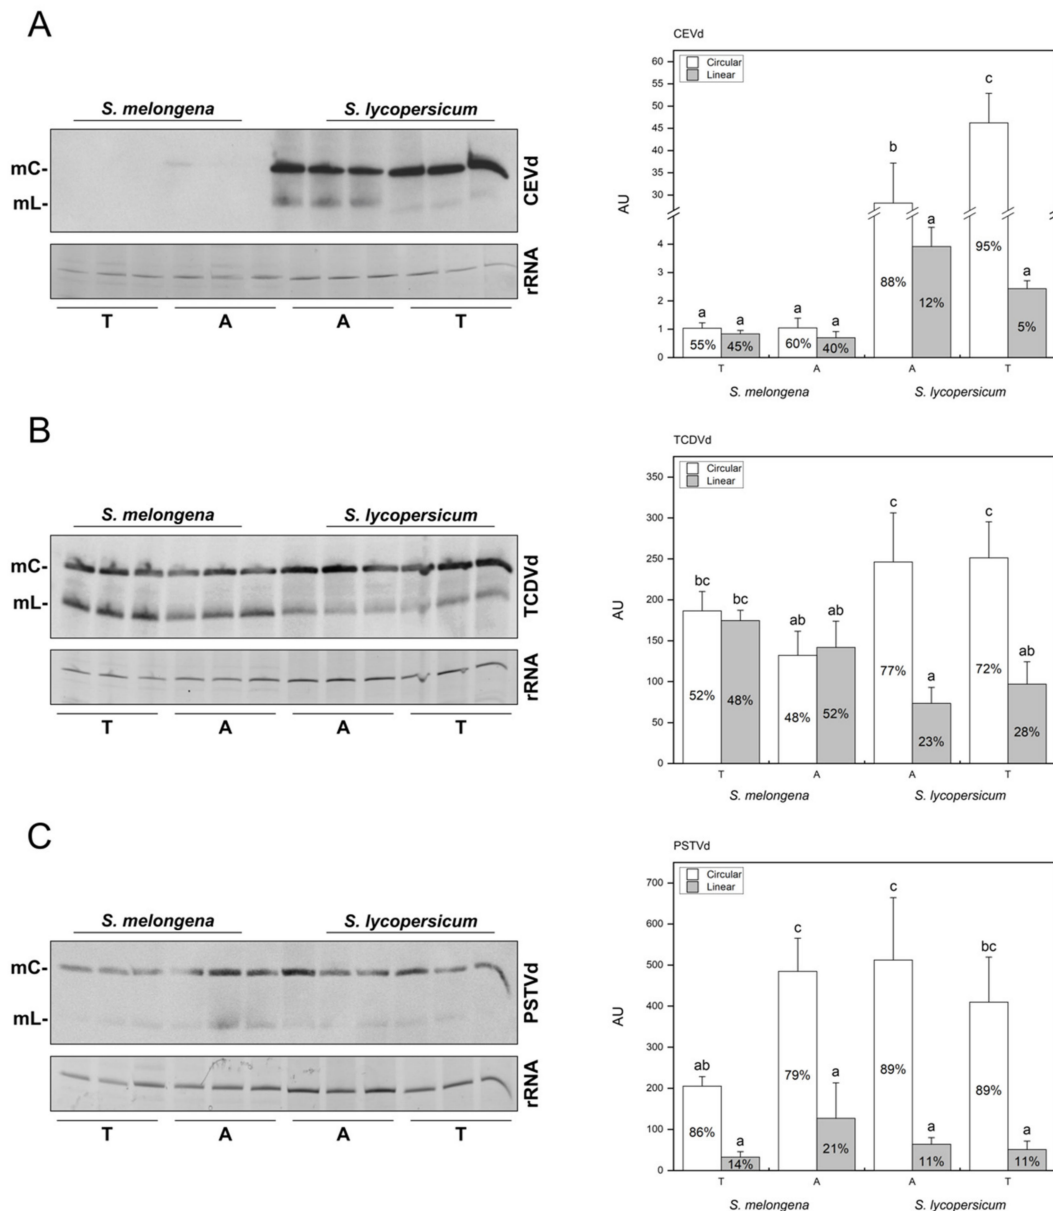 A
S. melongena S. lycopersicum
mC-
mL-
CEVd
rRNA
T A A T
CEVd
Circular
Linear
AU
60
55
50
45
40
35
30
4
3
2
1
0
a a a a b a c a
55% 45% 60% 40% 88% 12% 95% 5%
T A A T
S. melongena S. lycopersicum
B
S. melongena S. lycopersicum
mC-
mL-
TCDVd
rRNA
T A A T
TCDVd
Circular
Linear
AU
350
300
250
200
150
100
50
0
bc bc ab ab c a c ab
52% 48% 48% 52% 77% 23% 72% 28%
T A A T
S. melongena S. lycopersicum
C
S. melongena S. lycopersicum
mC-
mL-
PSTVd
rRNA
T A A T
PSTVd
Circular
Linear
AU
700
600
500
400
300
200
100
0
ab a c a c a bc a
86% 14% 79% 21% 89% 11% 89% 11%
T A A T
S. melongena S. lycopersicum